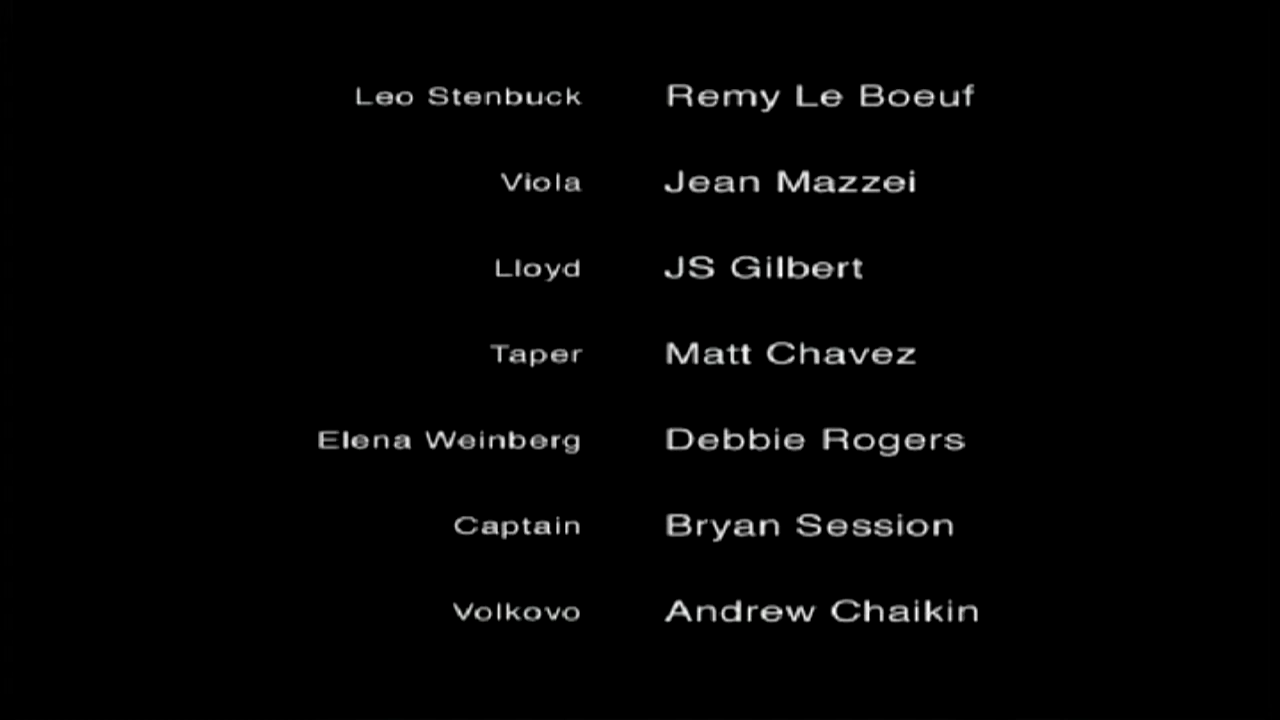 Leo Stenbuck Remy Le Boeuf
Viola Jean Mazzei
Lloyd JS Gilbert
Taper Matt Chavez
Elena Weinberg Debbie Rogers
Captain Bryan Session
Volkovo Andrew Chaikin